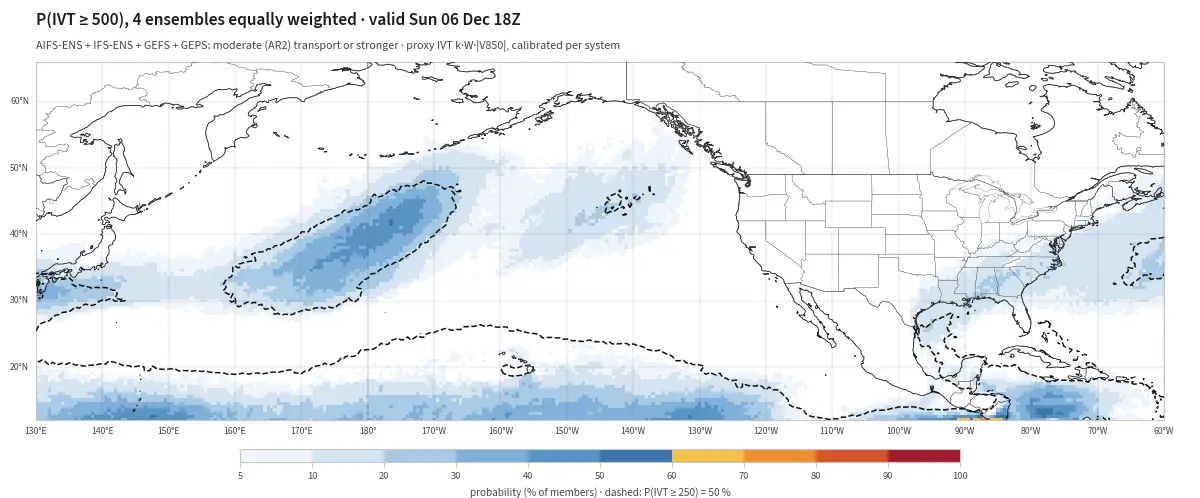 P(IVT ≥ 500), 4 ensembles equally weighted · valid Sun 06 Dec 18Z
AIFS-ENS + IFS-ENS + GEFS + GEPS: moderate (AR2) transport or stronger · proxy IVT k·W·|V850|, calibrated per system
60°N
50°N
40°N
30°N
20°N
130°E 140°E 150°E 160°E 170°E 180° 170°W 160°W 150°W 140°W 130°W 120°W 110°W 100°W 90°W 80°W 70°W 60°W
5 10 20 30 40 50 60 70 80 90 100
probability (% of members) · dashed: P(IVT ≥ 250) = 50 %